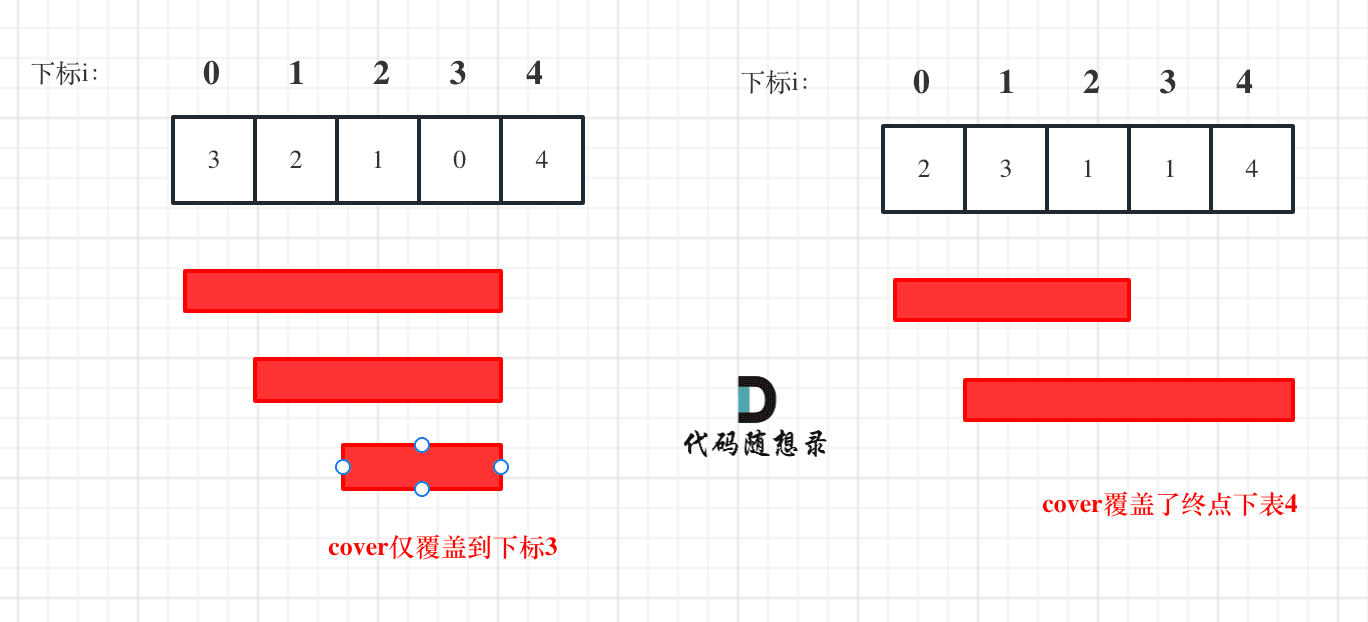 下标i:
0 1 2 3 4
3 2 1 0 4
cover仅覆盖到下标3
下标i:
0 1 2 3 4
2 3 1 1 4
cover覆盖了终点下表4
代码随想录